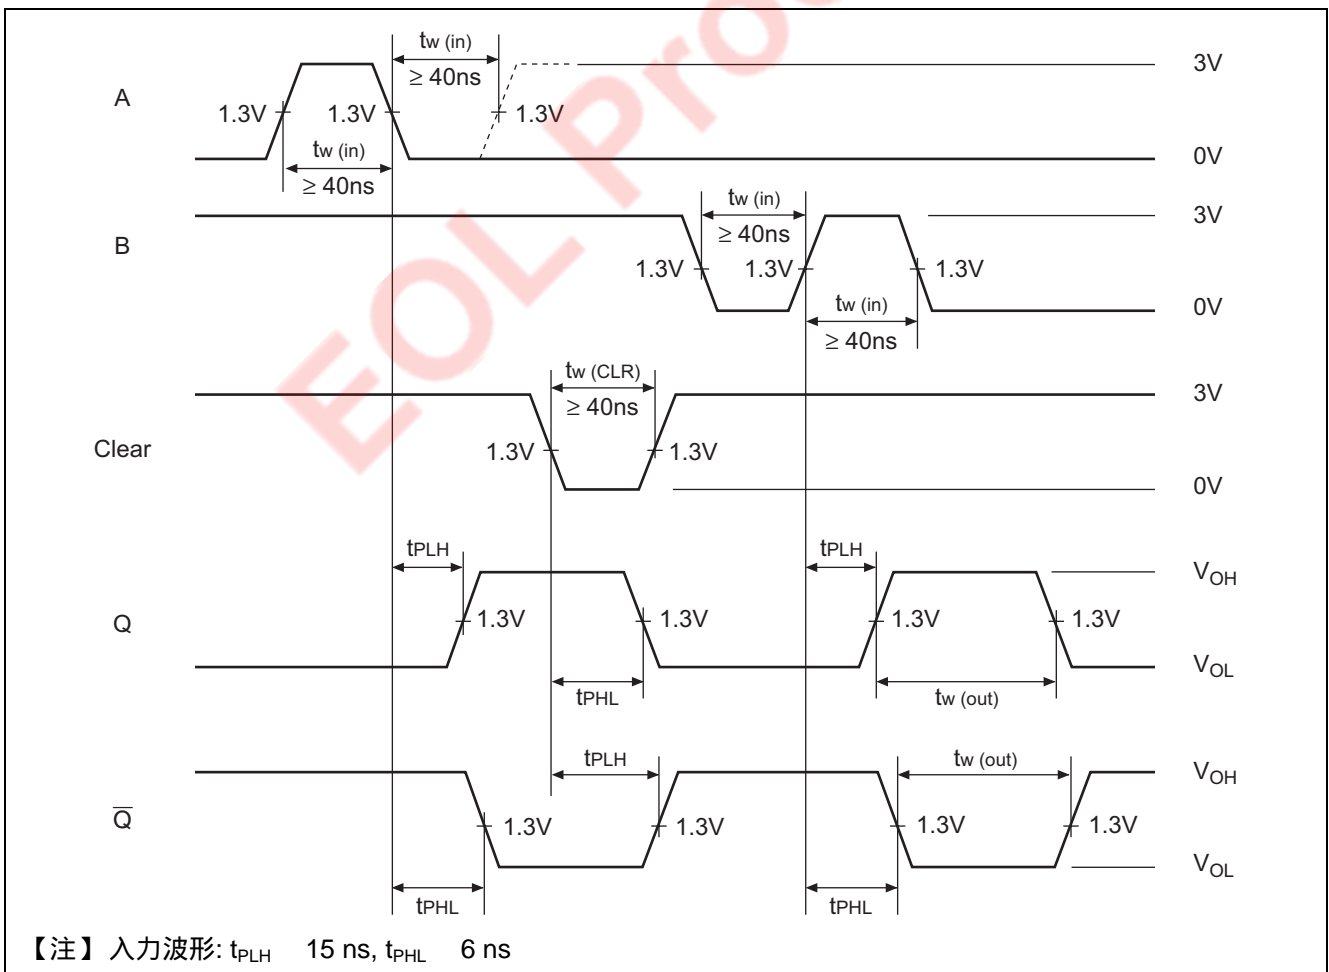 EOL Pro
tw (in)
≥ 40ns
3V
A
1.3V
1.3V
1.3V
tw (in)
≥ 40ns
0V
tw (in)
≥ 40ns
3V
B
1.3V
1.3V
1.3V
tw (in)
≥ 40ns
0V
tw (CLR)
≥ 40ns
3V
Clear
1.3V
1.3V
0V
tPLH
tPLH
VOH
Q
1.3V
1.3V
1.3V
1.3V
VOL
tPHL
tw (out)
tPLH
tw (out)
VOH
Q̅
1.3V
1.3V
1.3V
1.3V
VOL
tPHL
tPHL
【注】入力波形: tPLH 15 ns, tPHL 6 ns